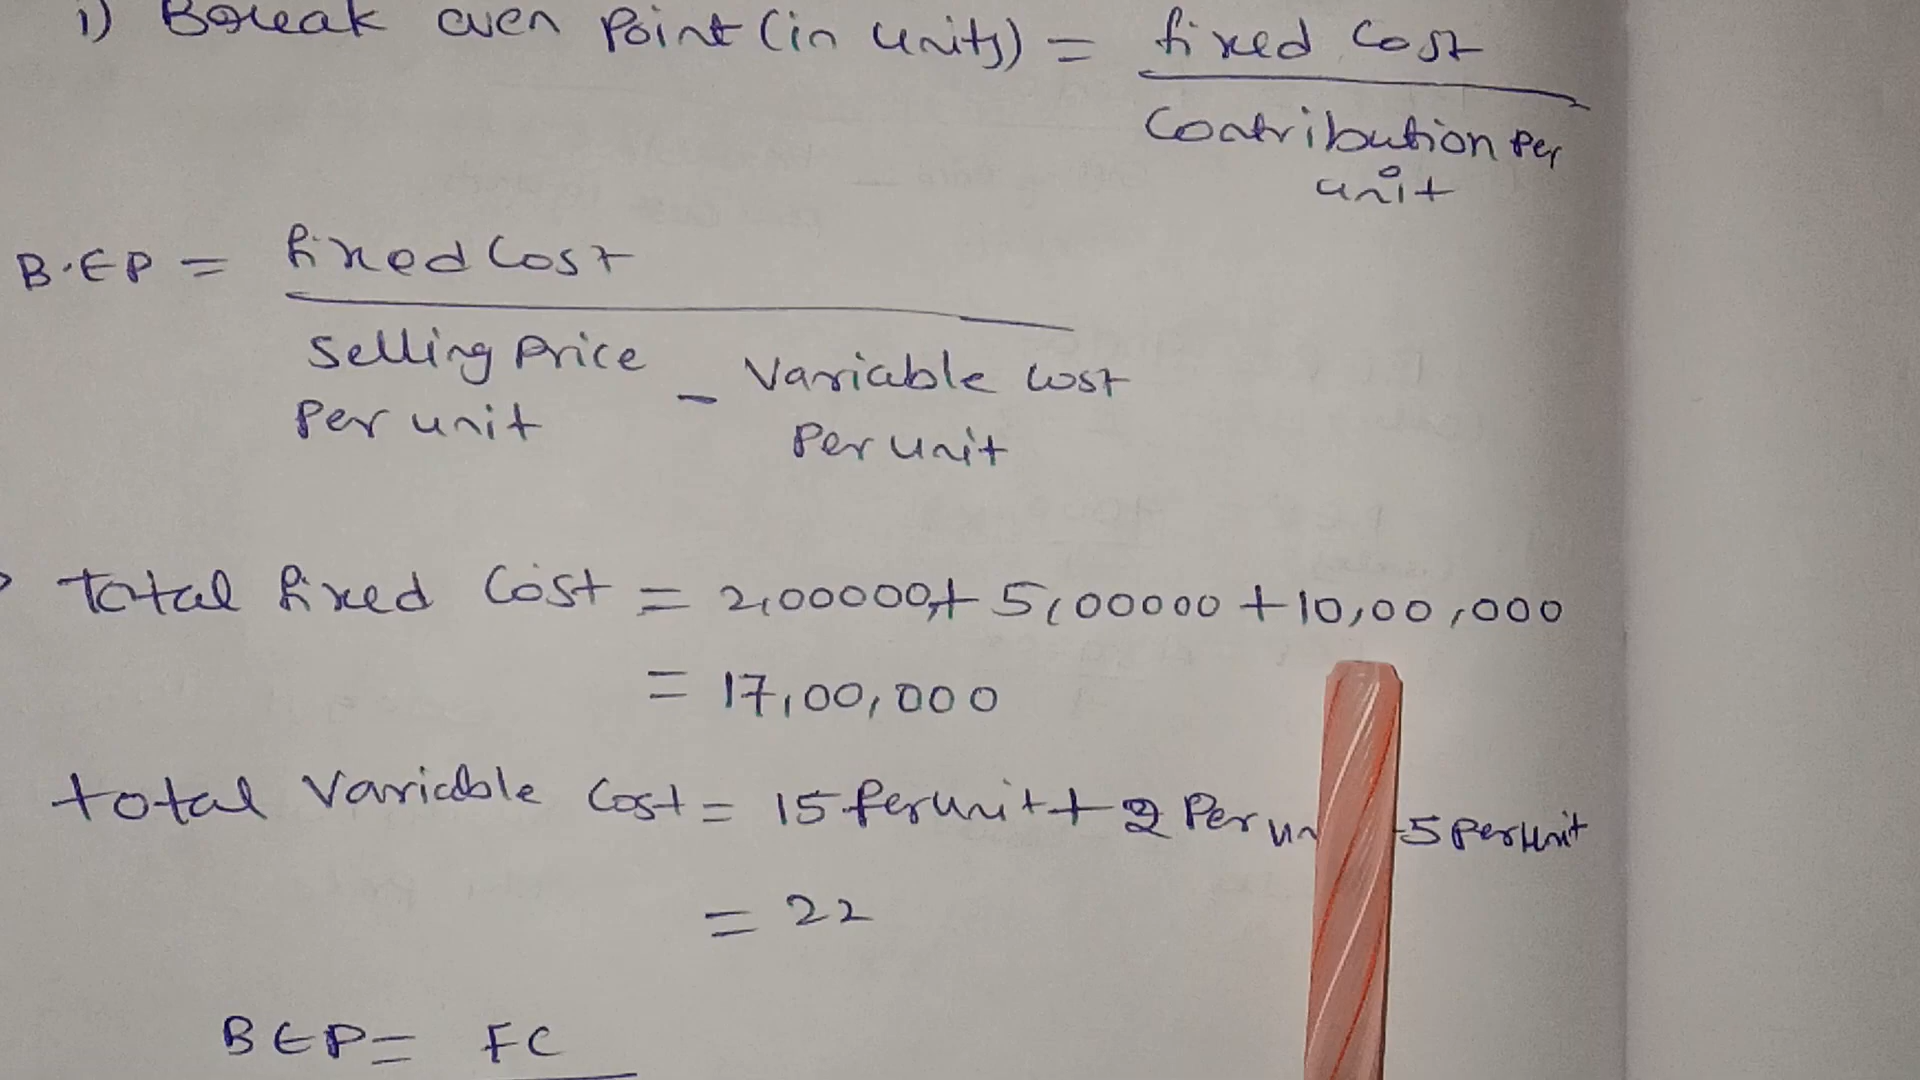 i) Break even Point (in units) = fixed Cost
Contribution Per
unit
B.EP = fixed Cost
Selling Price - Variable cost
Per unit Per unit
Total fixed Cost = 2,00000,+ 5,00000 + 10,00,000
= 17,00,000
total Variable Cost = 15 Per unit + 2 Per 5 per unit
= 22
BEP = FC